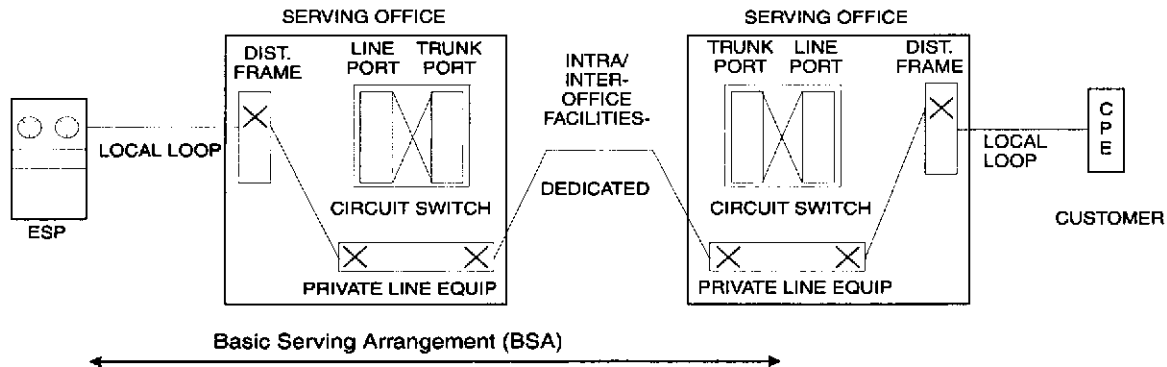 SERVING OFFICE
DIST.
FRAME
LINE
PORT
TRUNK
PORT
LOCAL LOOP
ESP
CIRCUIT SWITCH
PRIVATE LINE EQUIP
INTRA/
INTER-
OFFICE
FACILITIES-
DEDICATED
SERVING OFFICE
TRUNK
PORT
LINE
PORT
DIST.
FRAME
CIRCUIT SWITCH
PRIVATE LINE EQUIP
LOCAL
LOOP
C
P
E
CUSTOMER
Basic Serving Arrangement (BSA)